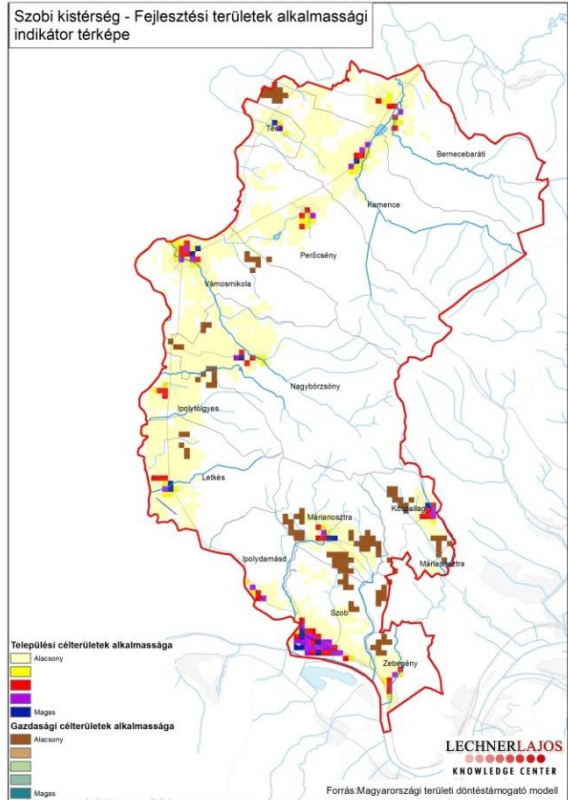 Szobi kistérség - Fejlesztési területek alkalmassági
indikátor térképe
Tésa
Bernecebaráti
Kemence
Perőcsény
Vámosmikola
Nagybörzsöny
Ipolytölgyes
Letkés
Kóspallag
Márianosztra
Márianosztra
Ipolydamásd
Szob
Zebegény
Települési célterületek alkalmassága
Alacsony
Magas
Gazdasági célterületek alkalmassága
Alacsony
Magas
LECHNERLAJOS
KNOWLEDGE CENTER
Forrás:Magyarországi területi döntéstámogató modell